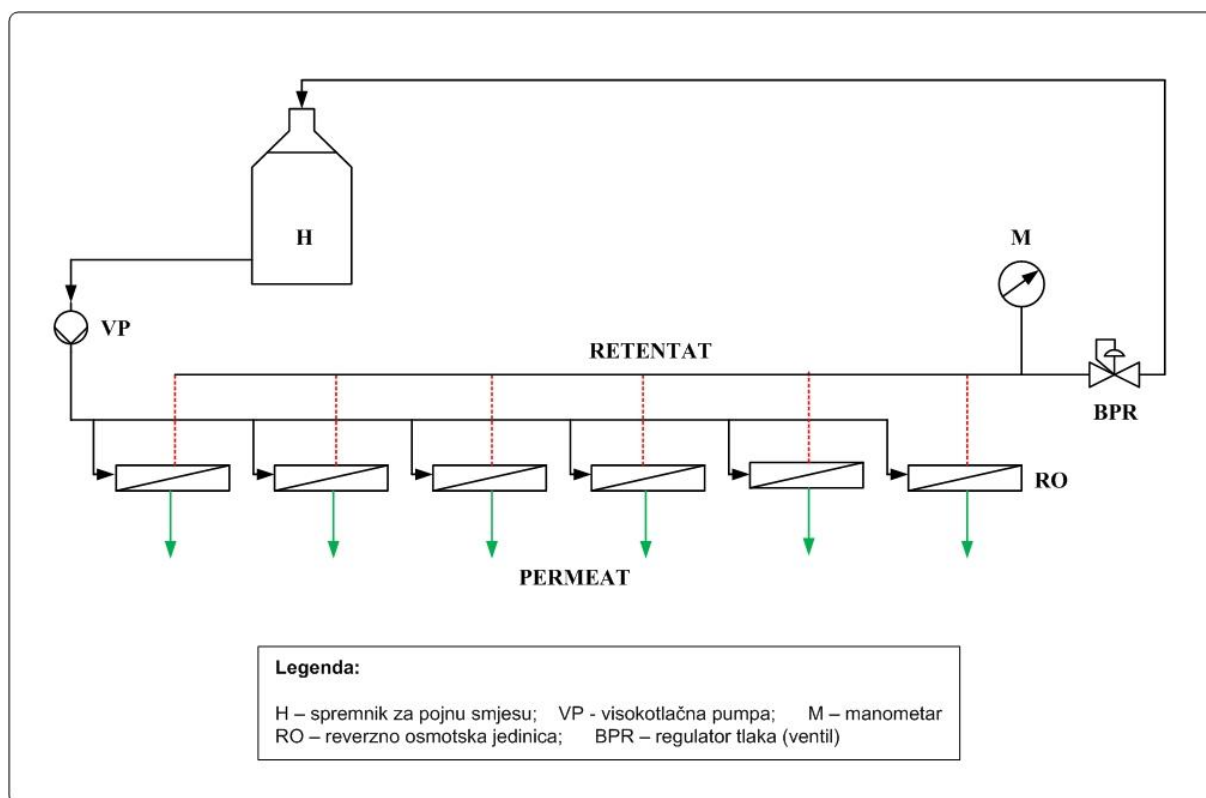 H
M
VP
RETENTAT
BPR
RO
PERMEAT
Legenda:
H – spremnik za pojnu smjesu; VP - visokotlačna pumpa; M – manometar
RO – reverzno osmotska jedinica; BPR – regulator tlaka (ventil)